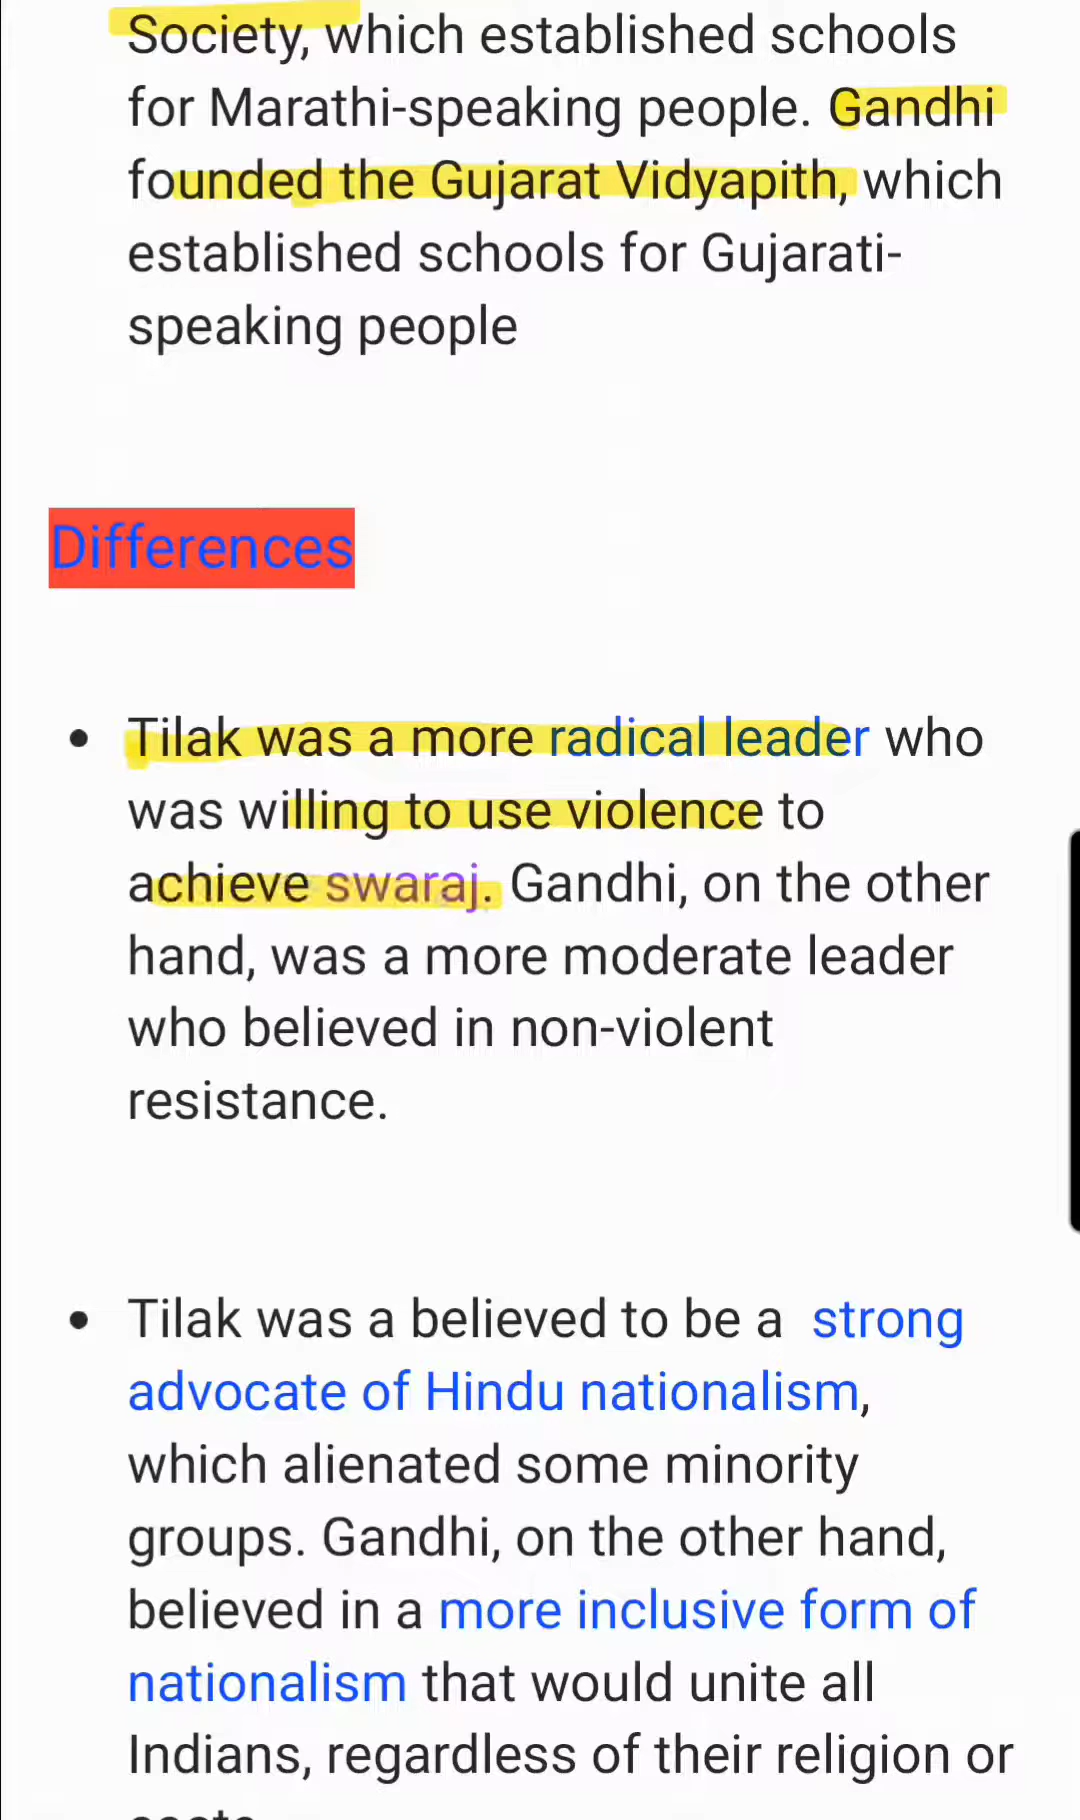 Society, which established schools
for Marathi-speaking people. Gandhi
founded the Gujarat Vidyapith, which
established schools for Gujarati-
speaking people
Differences
• Tilak was a more radical leader who
was willing to use violence to
achieve swaraj. Gandhi, on the other
hand, was a more moderate leader
who believed in non-violent
resistance.
• Tilak was a believed to be a strong
advocate of Hindu nationalism,
which alienated some minority
groups. Gandhi, on the other hand,
believed in a more inclusive form of
nationalism that would unite all
Indians, regardless of their religion or